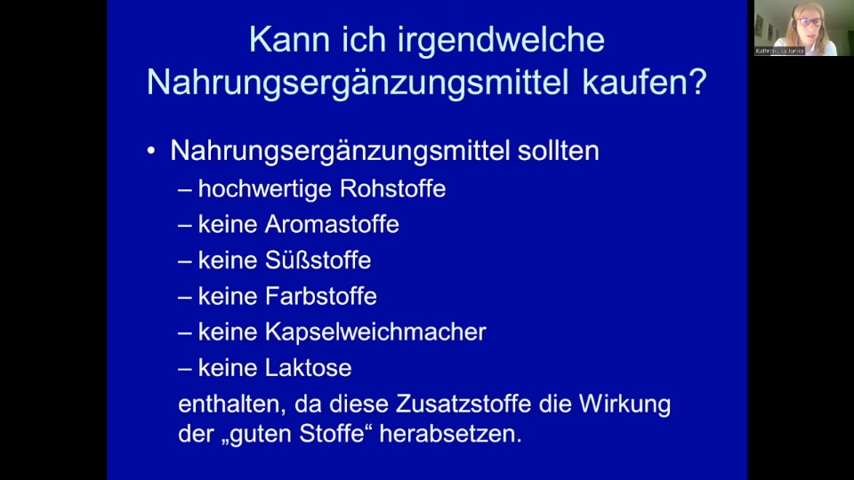 Kann ich irgendwelche
Nahrungsergänzungsmittel kaufen?
• Nahrungsergänzungsmittel sollten
– hochwertige Rohstoffe
– keine Aromastoffe
– keine Süßstoffe
– keine Farbstoffe
– keine Kapselweichmacher
– keine Laktose
enthalten, da diese Zusatzstoffe die Wirkung
der „guten Stoffe“ herabsetzen.